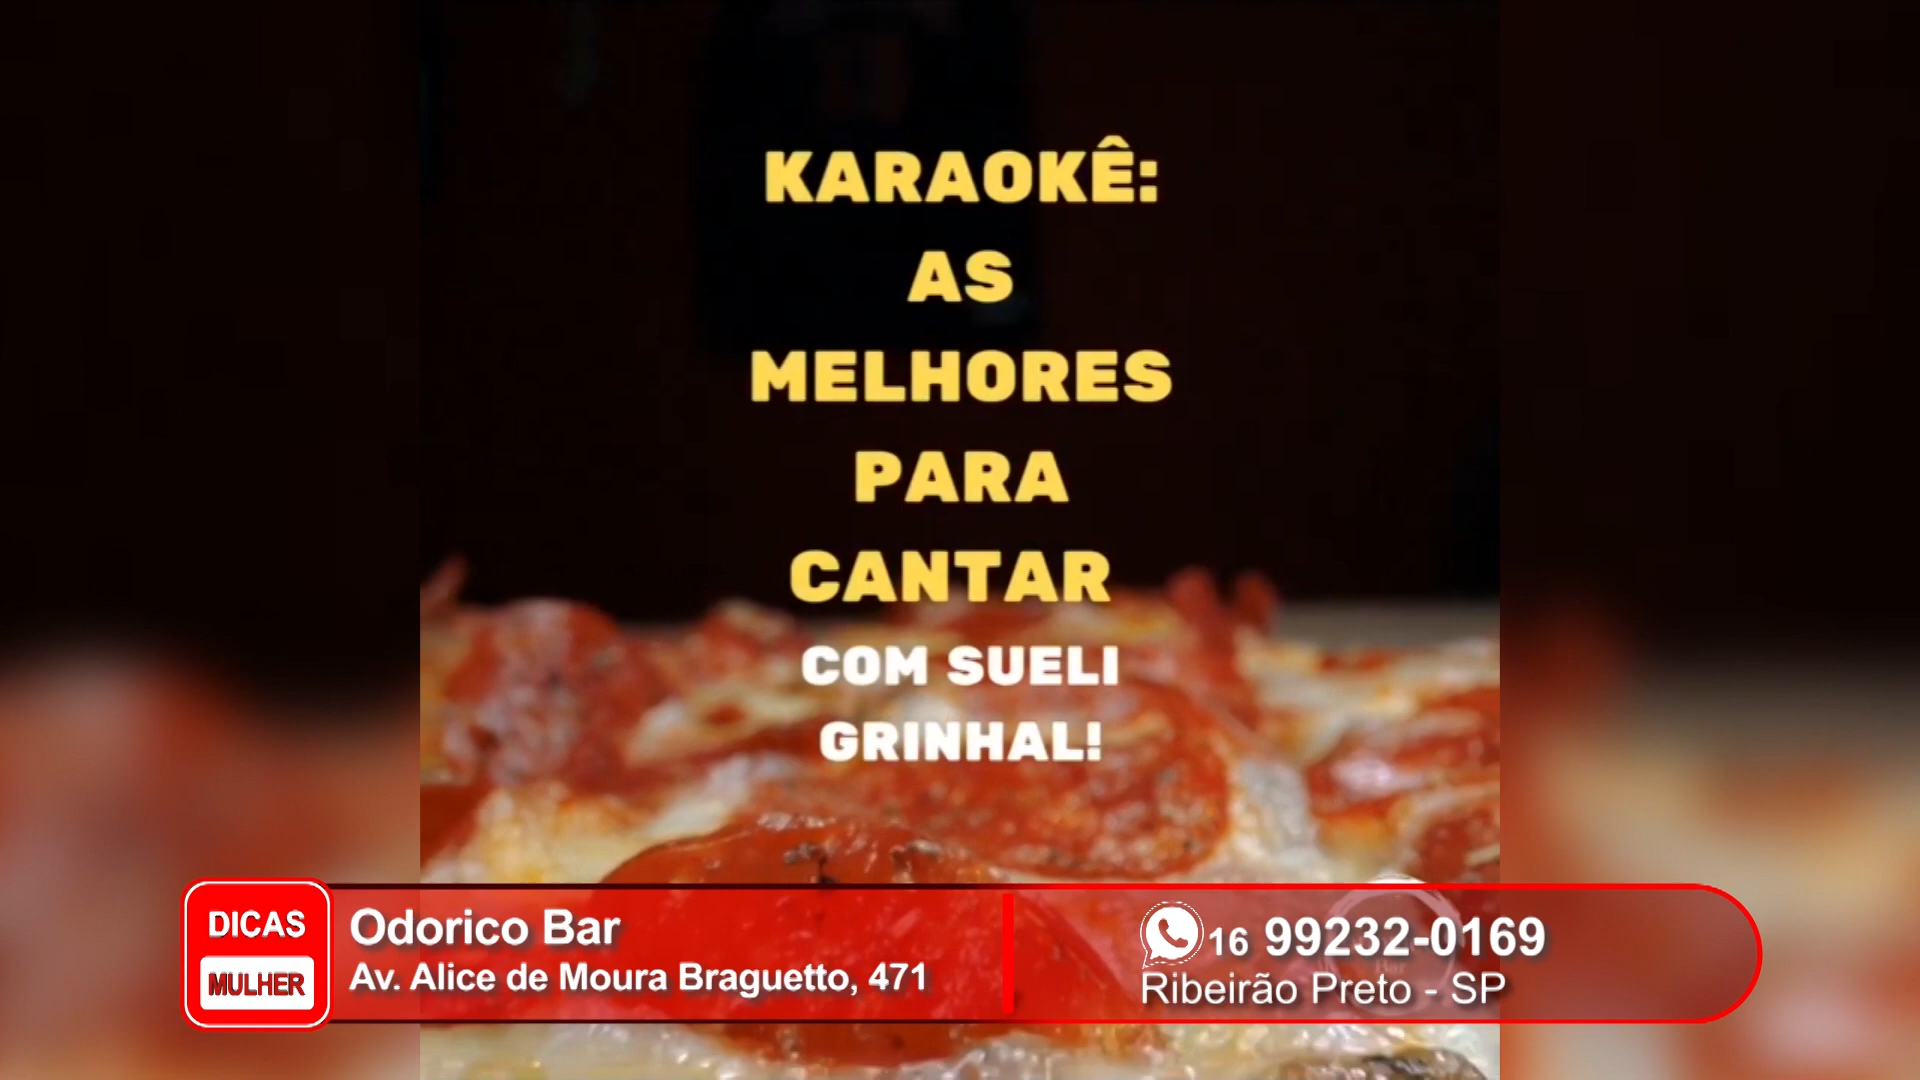 KARAOKÊ:
AS
MELHORES
PARA
CANTAR
COM SUELI
GRINHAL!
DICAS
MULHER
Odorico Bar
Av. Alice de Moura Braguetto, 471
16 99232-0169
Ribeirão Preto - SP